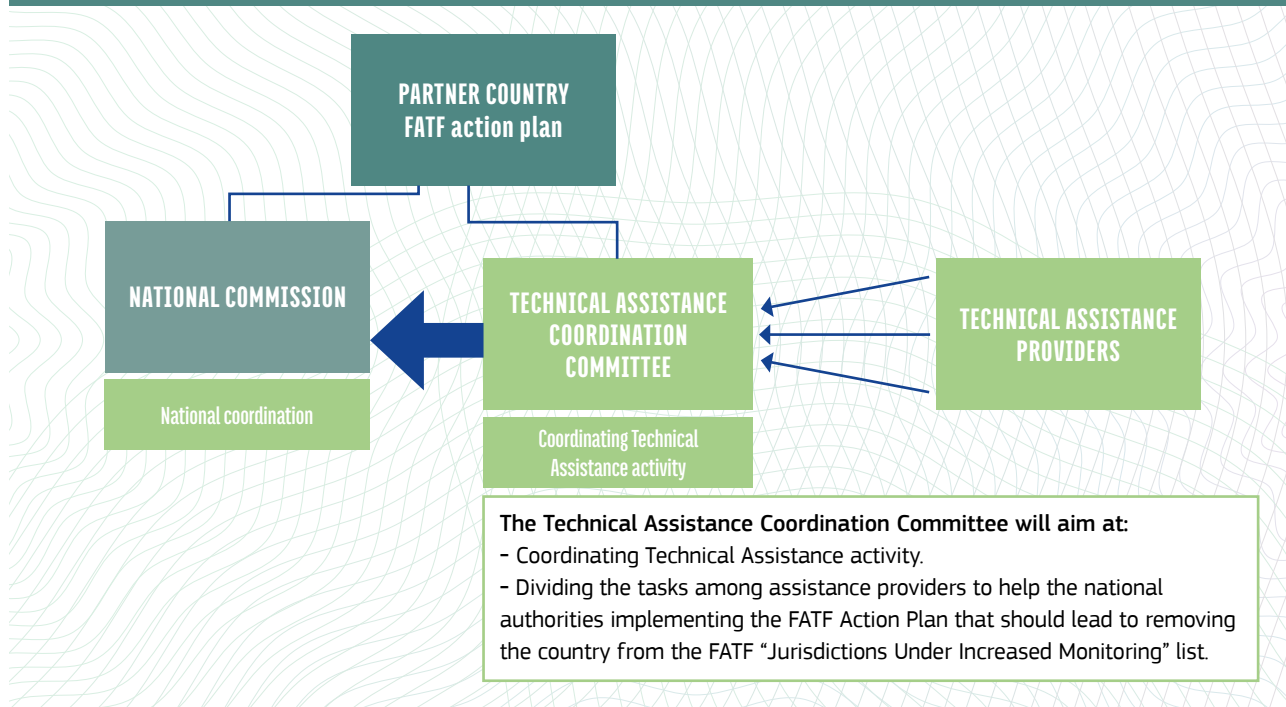 PARTNER COUNTRY
FATF action plan
NATIONAL COMMISSION
National coordination
TECHNICAL ASSISTANCE
COORDINATION
COMMITTEE
Coordinating Technical
Assistance activity
TECHNICAL ASSISTANCE
PROVIDERS
The Technical Assistance Coordination Committee will aim at:
– Coordinating Technical Assistance activity.
– Dividing the tasks among assistance providers to help the national
authorities implementing the FATF Action Plan that should lead to removing
the country from the FATF “Jurisdictions Under Increased Monitoring” list.